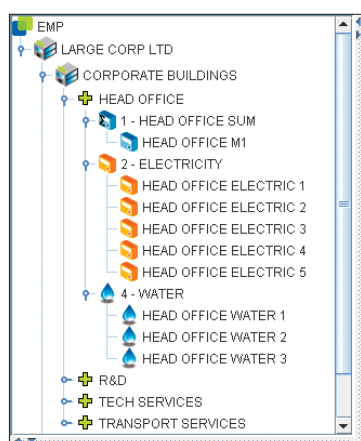 EMP
LARGE CORP LTD
CORPORATE BUILDINGS
HEAD OFFICE
1 - HEAD OFFICE SUM
HEAD OFFICE M1
2 - ELECTRICITY
HEAD OFFICE ELECTRIC 1
HEAD OFFICE ELECTRIC 2
HEAD OFFICE ELECTRIC 3
HEAD OFFICE ELECTRIC 4
HEAD OFFICE ELECTRIC 5
4 - WATER
HEAD OFFICE WATER 1
HEAD OFFICE WATER 2
HEAD OFFICE WATER 3
R&D
TECH SERVICES
TRANSPORT SERVICES